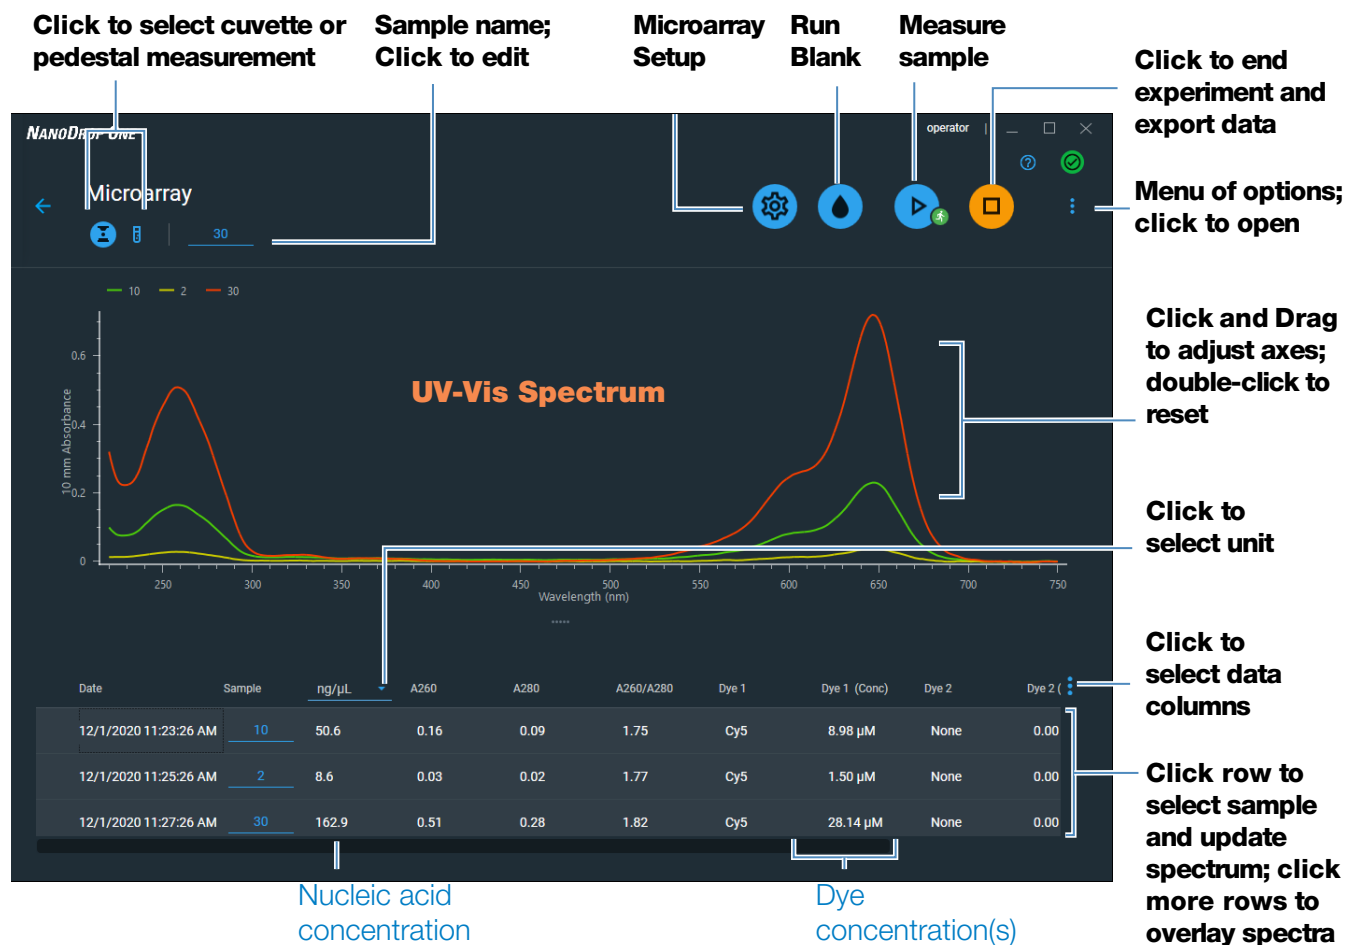 Click to select cuvette or
pedestal measurement
Sample name;
Click to edit
Microarray
Setup
Run
Blank
Measure
sample
Click to end
experiment and
export data
NANODROP ONE
operator
Microarray
30
Menu of options;
click to open
10 2 30
UV-Vis Spectrum
Click and Drag
to adjust axes;
double-click to
reset
10 mm Absorbance
0.6
0.4
0.2
0
250 300 350 400 450 500 550 600 650 700 750
Wavelength (nm)
Click to
select unit
Click to
select data
columns
Date Sample ng/µL A260 A280 A260/A280 Dye 1 Dye 1 (Conc) Dye 2 Dye 2 (
12/1/2020 11:23:26 AM 10 50.6 0.16 0.09 1.75 Cy5 8.98 µM None 0.00
12/1/2020 11:25:26 AM 2 8.6 0.03 0.02 1.77 Cy5 1.50 µM None 0.00
12/1/2020 11:27:26 AM 30 162.9 0.51 0.28 1.82 Cy5 28.14 µM None 0.00
Click row to
select sample
and update
spectrum; click
more rows to
overlay spectra
Nucleic acid
concentration
Dye
concentration(s)